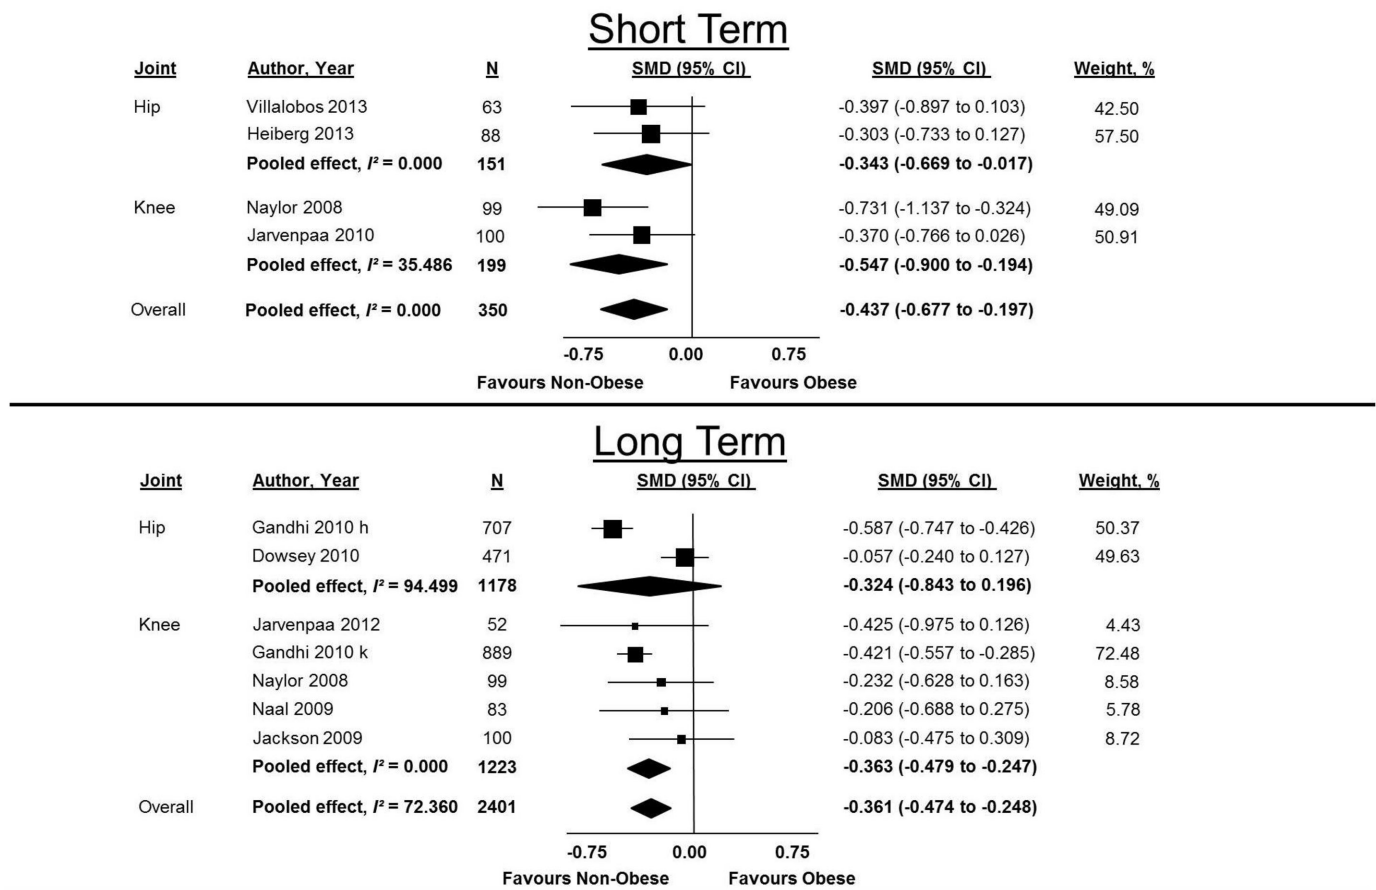 Short Term
Joint Author, Year N SMD (95% CI) SMD (95% CI) Weight, %
Hip Villalobos 2013 63 -0.397 (-0.897 to 0.103) 42.50
Heiberg 2013 88 -0.303 (-0.733 to 0.127) 57.50
Pooled effect, I² = 0.000 151 -0.343 (-0.669 to -0.017)
Knee Naylor 2008 99 -0.731 (-1.137 to -0.324) 49.09
Jarvenpaa 2010 100 -0.370 (-0.766 to 0.026) 50.91
Pooled effect, I² = 35.486 199 -0.547 (-0.900 to -0.194)
Overall Pooled effect, I² = 0.000 350 -0.437 (-0.677 to -0.197)
-0.75 0.00 0.75
Favours Non-Obese Favours Obese
Long Term
Joint Author, Year N SMD (95% CI) SMD (95% CI) Weight, %
Hip Gandhi 2010 h 707 -0.587 (-0.747 to -0.426) 50.37
Dowsey 2010 471 -0.057 (-0.240 to 0.127) 49.63
Pooled effect, I² = 94.499 1178 -0.324 (-0.843 to 0.196)
Knee Jarvenpaa 2012 52 -0.425 (-0.975 to 0.126) 4.43
Gandhi 2010 k 889 -0.421 (-0.557 to -0.285) 72.48
Naylor 2008 99 -0.232 (-0.628 to 0.163) 8.58
Naal 2009 83 -0.206 (-0.688 to 0.275) 5.78
Jackson 2009 100 -0.083 (-0.475 to 0.309) 8.72
Pooled effect, I² = 0.000 1223 -0.363 (-0.479 to -0.247)
Overall Pooled effect, I² = 72.360 2401 -0.361 (-0.474 to -0.248)
-0.75 0.00 0.75
Favours Non-Obese Favours Obese